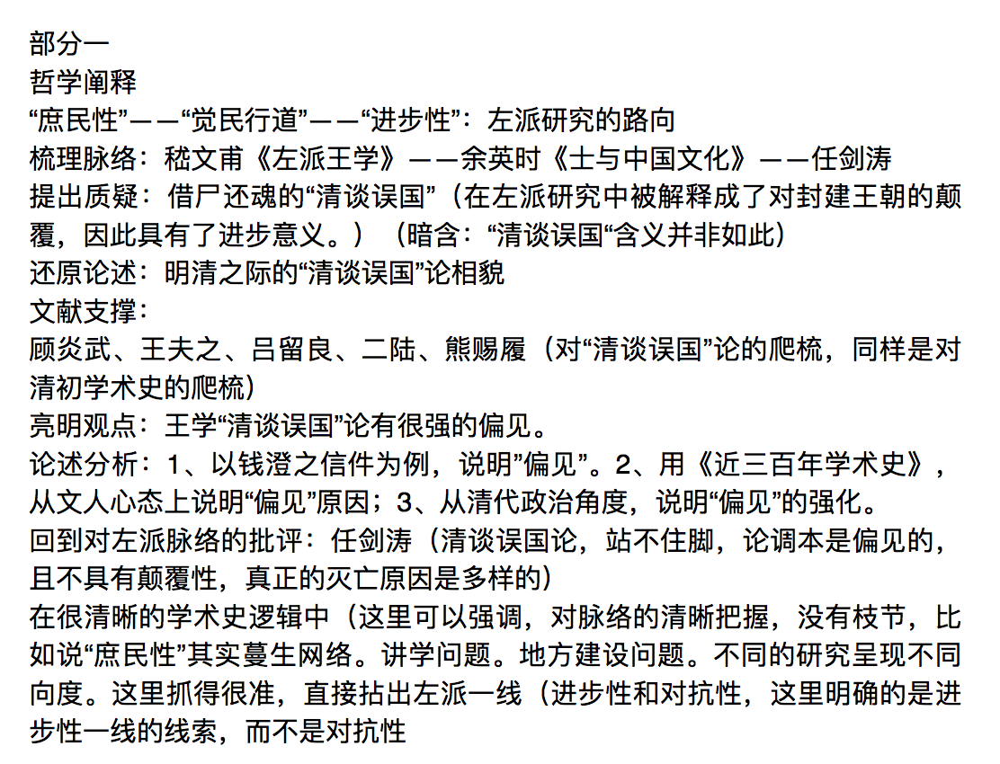 部分一
哲学阐释
“庶民性”——“觉民行道”——“进步性”：左派研究的路向
梳理脉络：嵇文甫《左派王学》——余英时《士与中国文化》——任剑涛
提出质疑：借尸还魂的“清谈误国”（在左派研究中被解释成了对封建王朝的颠
覆，因此具有了进步意义。）（暗含：“清谈误国“含义并非如此）
还原论述：明清之际的“清谈误国”论相貌
文献支撑：
顾炎武、王夫之、吕留良、二陆、熊赐履（对“清谈误国”论的爬梳，同样是对
清初学术史的爬梳）
亮明观点：王学“清谈误国”论有很强的偏见。
论述分析：1、以钱澄之信件为例，说明”偏见”。2、用《近三百年学术史》，
从文人心态上说明“偏见”原因；3、从清代政治角度，说明“偏见”的强化。
回到对左派脉络的批评：任剑涛（清谈误国论，站不住脚，论调本是偏见的，
且不具有颠覆性，真正的灭亡原因是多样的）
在很清晰的学术史逻辑中（这里可以强调，对脉络的清晰把握，没有枝节，比
如说“庶民性”其实蔓生网络。讲学问题。地方建设问题。不同的研究呈现不同
向度。这里抓得很准，直接拈出左派一线（进步性和对抗性，这里明确的是进
步性一线的线索，而不是对抗性